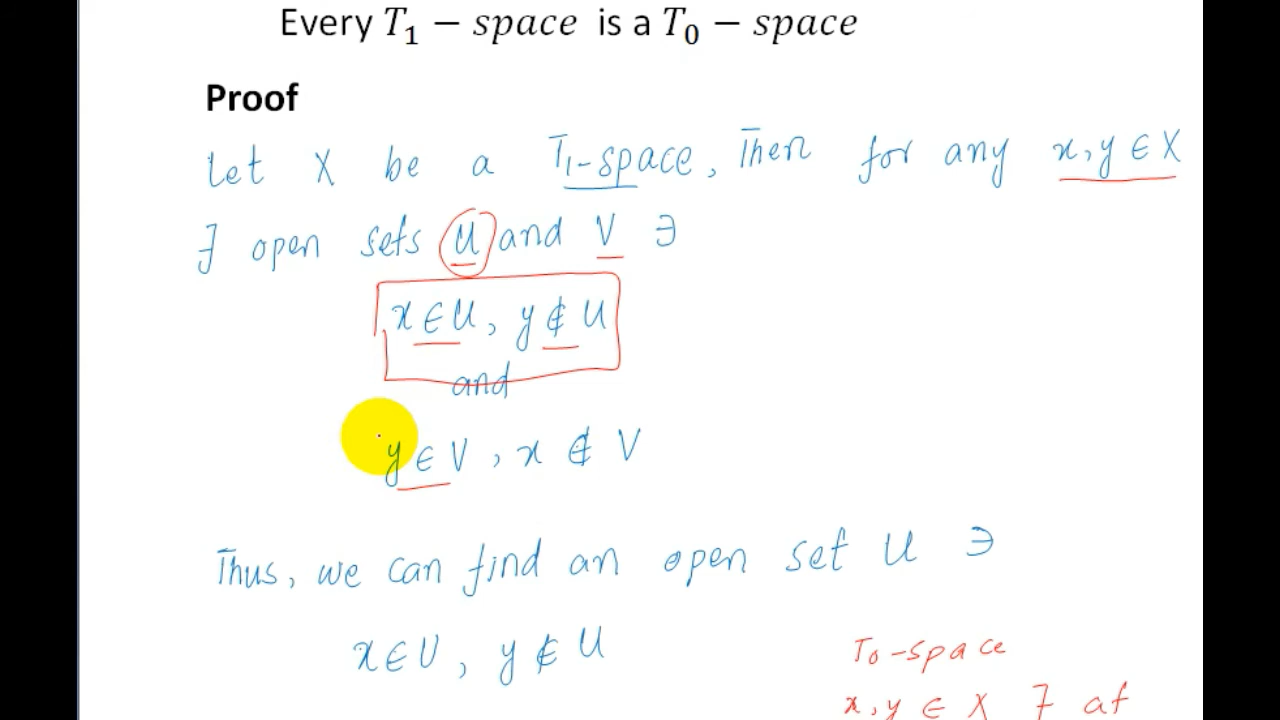 Every T₁ − space is a T₀ − space
Proof
Let X be a T₁-space, Then for any x, y ∈ X
∃ open sets U and V ∋
x ∈ U, y ∉ U
and
y ∈ V, x ∉ V
Thus, we can find an open set U ∋
x ∈ U, y ∉ U
T₀-space
x, y ∈ X ∃ at